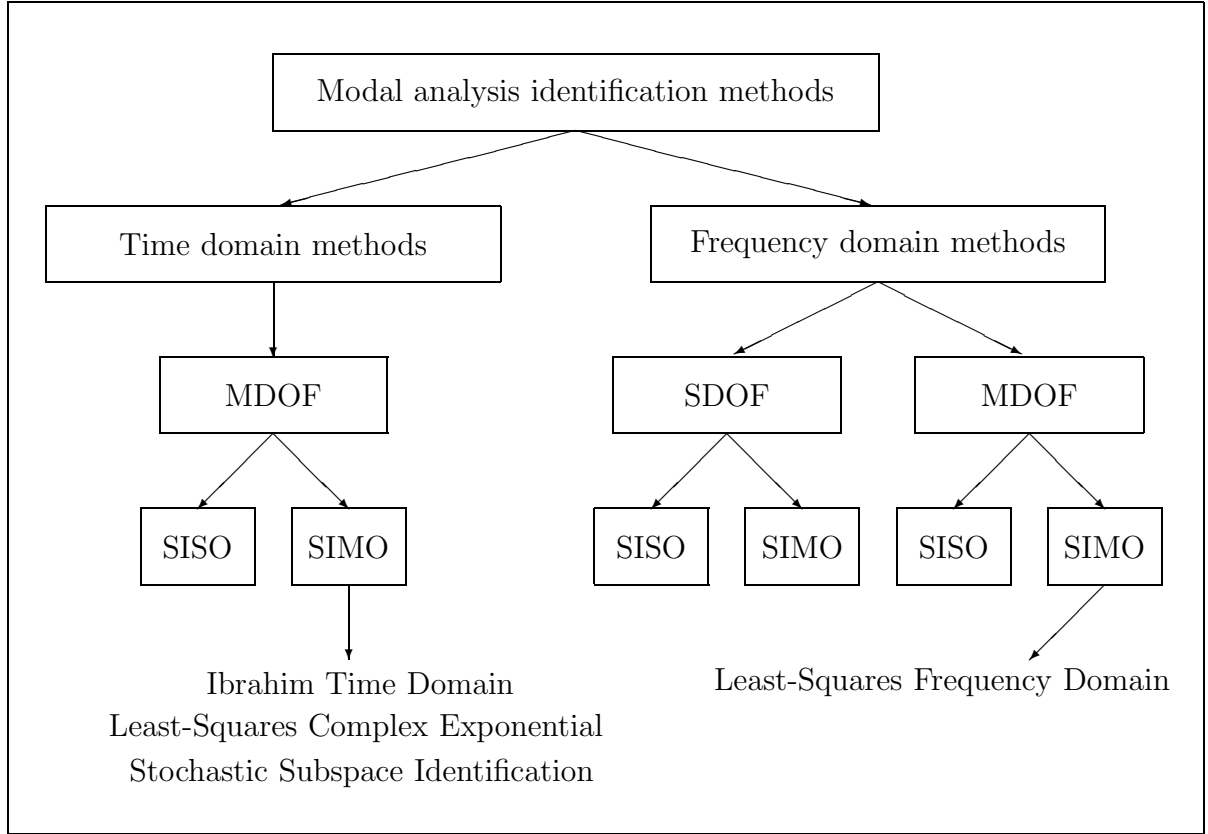 Modal analysis identification methods
Time domain methods
Frequency domain methods
MDOF
SDOF
MDOF
SISO
SIMO
SISO
SIMO
SISO
SIMO
Ibrahim Time Domain
Least-Squares Complex Exponential
Stochastic Subspace Identification
Least-Squares Frequency Domain